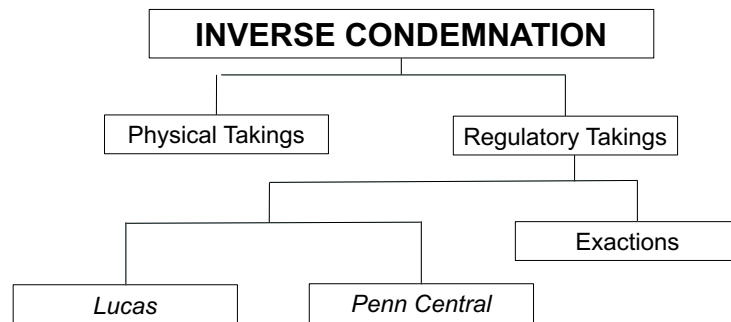 INVERSE CONDEMNATION
Physical Takings
Regulatory Takings
Exactions
Lucas
Penn Central